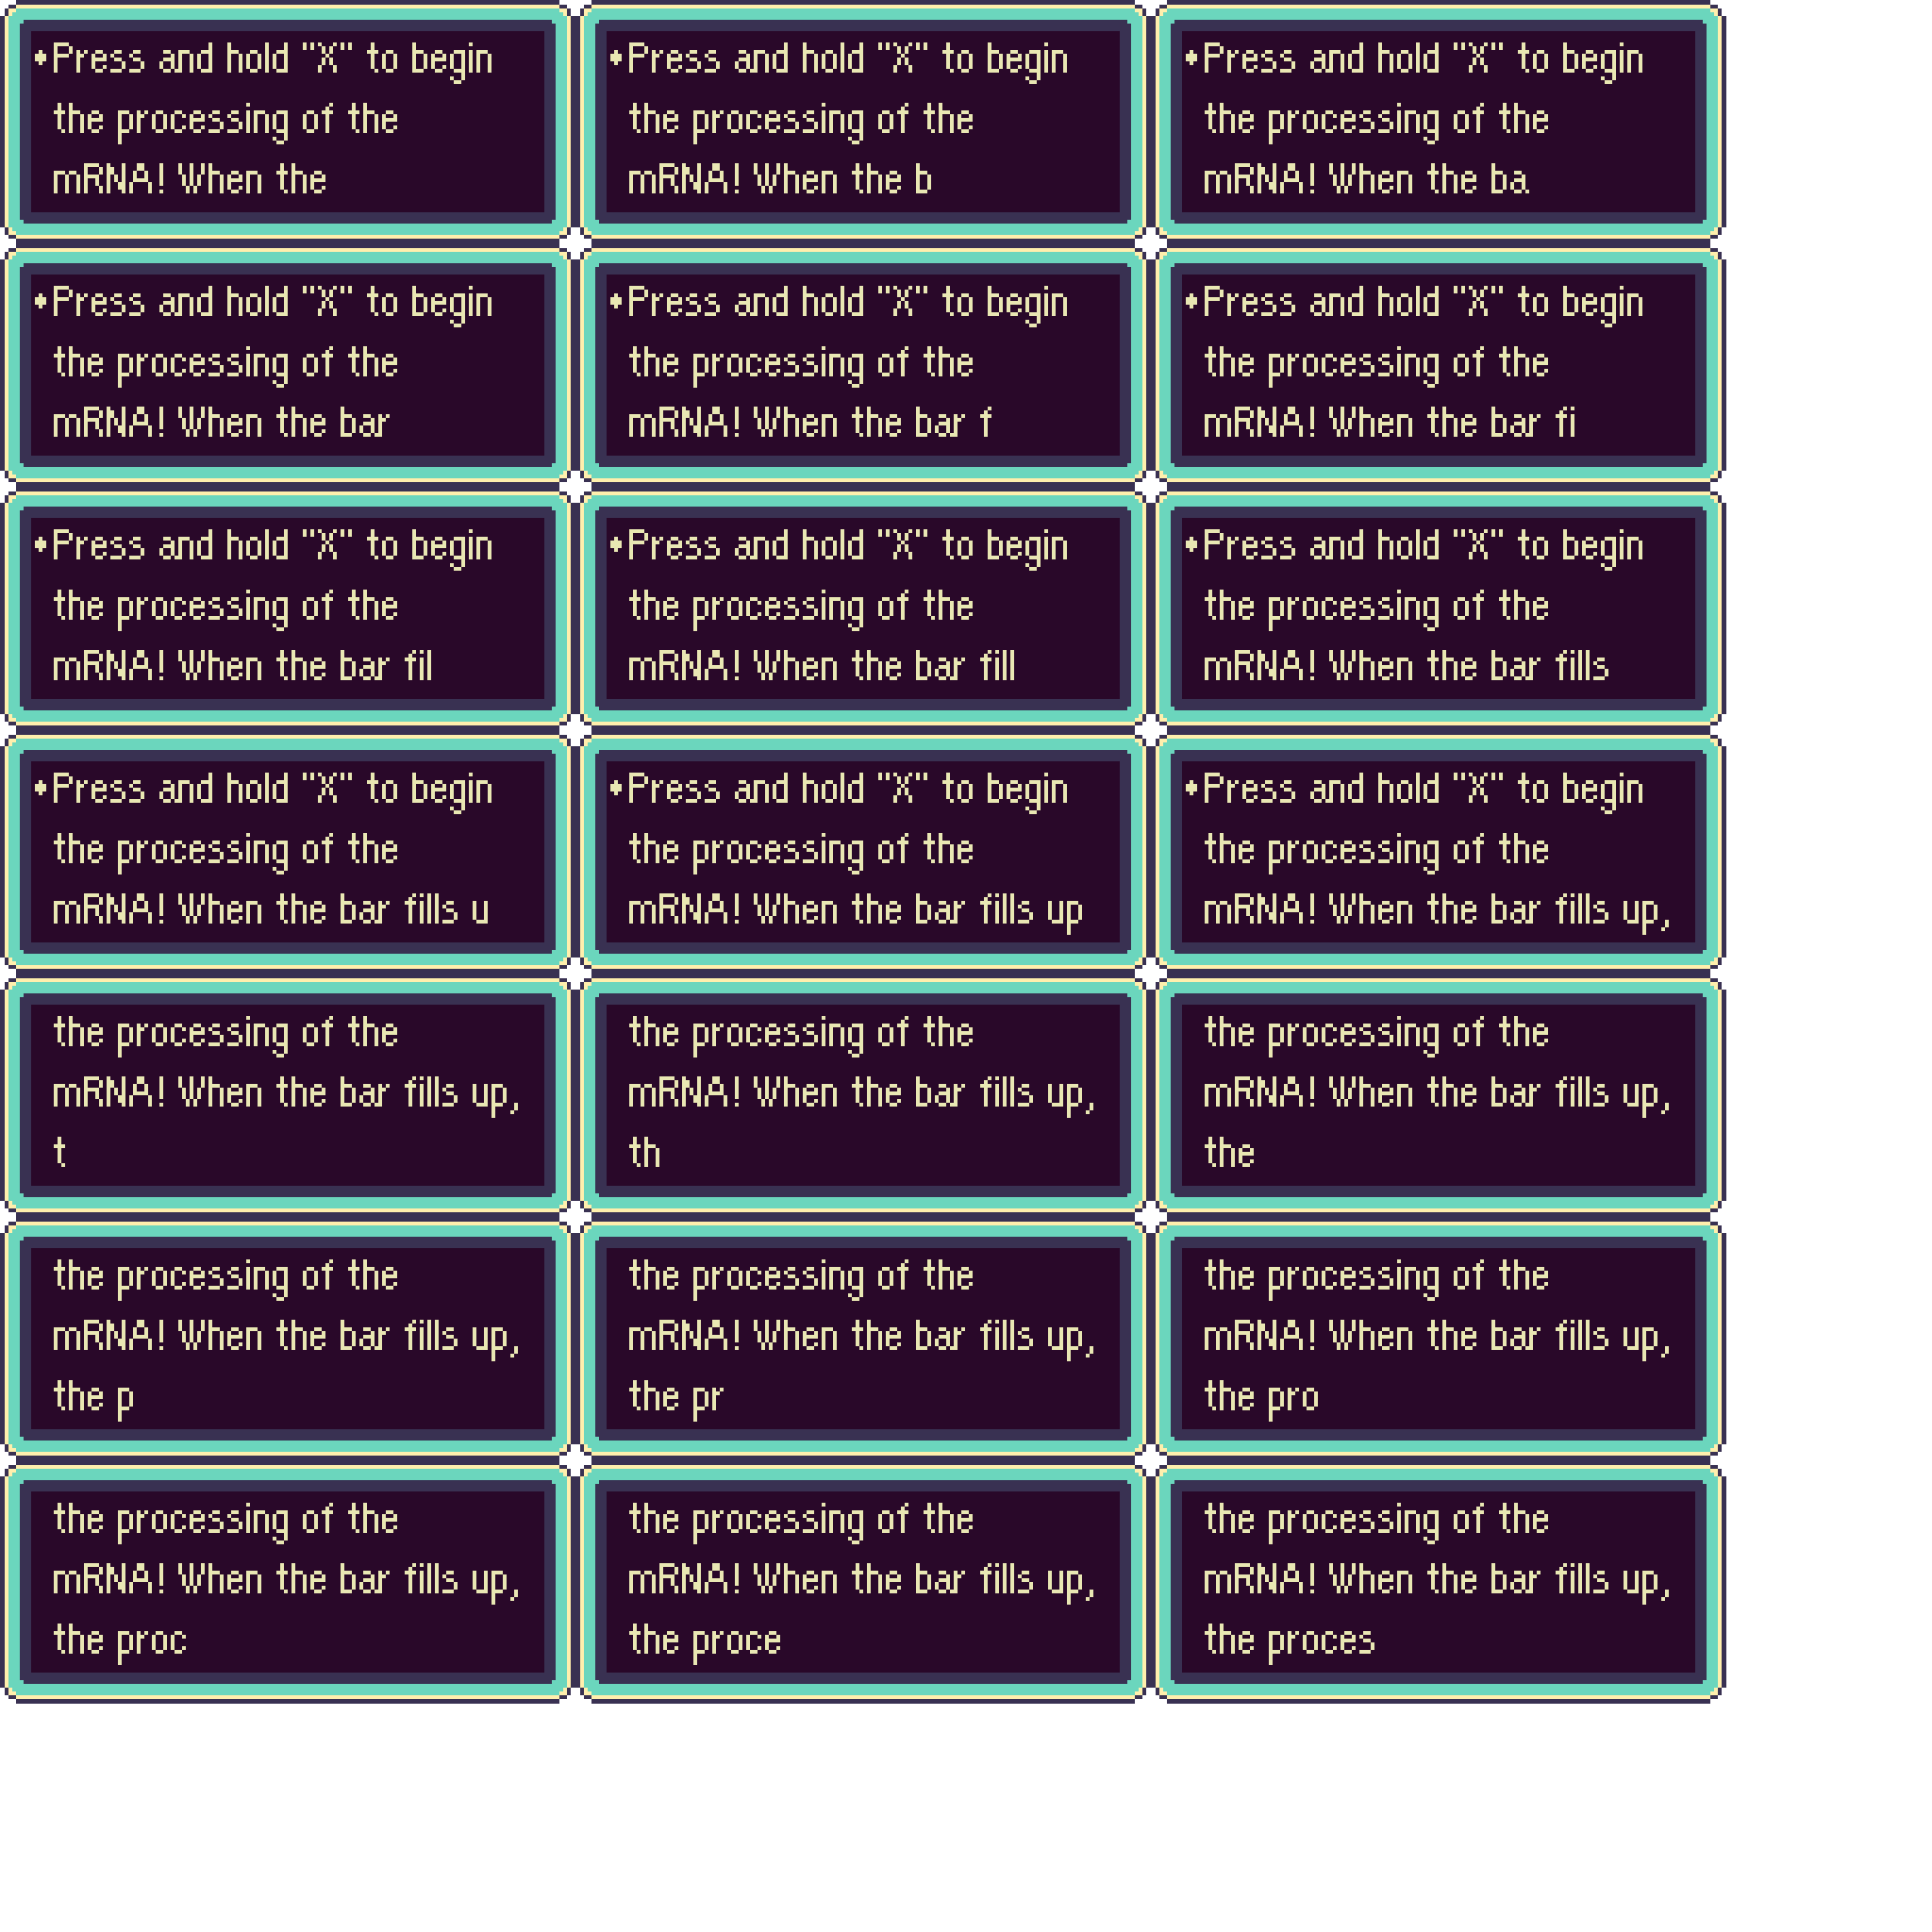 Press and hold "X" to begin
the processing of the
mRNA! When the
Press and hold "X" to begin
the processing of the
mRNA! When the b
Press and hold "X" to begin
the processing of the
mRNA! When the ba
Press and hold "X" to begin
the processing of the
mRNA! When the bar
Press and hold "X" to begin
the processing of the
mRNA! When the bar f
Press and hold "X" to begin
the processing of the
mRNA! When the bar fi
Press and hold "X" to begin
the processing of the
mRNA! When the bar fil
Press and hold "X" to begin
the processing of the
mRNA! When the bar fill
Press and hold "X" to begin
the processing of the
mRNA! When the bar fills
Press and hold "X" to begin
the processing of the
mRNA! When the bar fills u
Press and hold "X" to begin
the processing of the
mRNA! When the bar fills up
Press and hold "X" to begin
the processing of the
mRNA! When the bar fills up,
the processing of the
mRNA! When the bar fills up,
t
the processing of the
mRNA! When the bar fills up,
th
the processing of the
mRNA! When the bar fills up,
the
the processing of the
mRNA! When the bar fills up,
the p
the processing of the
mRNA! When the bar fills up,
the pr
the processing of the
mRNA! When the bar fills up,
the pro
the processing of the
mRNA! When the bar fills up,
the proc
the processing of the
mRNA! When the bar fills up,
the proce
the processing of the
mRNA! When the bar fills up,
the proces